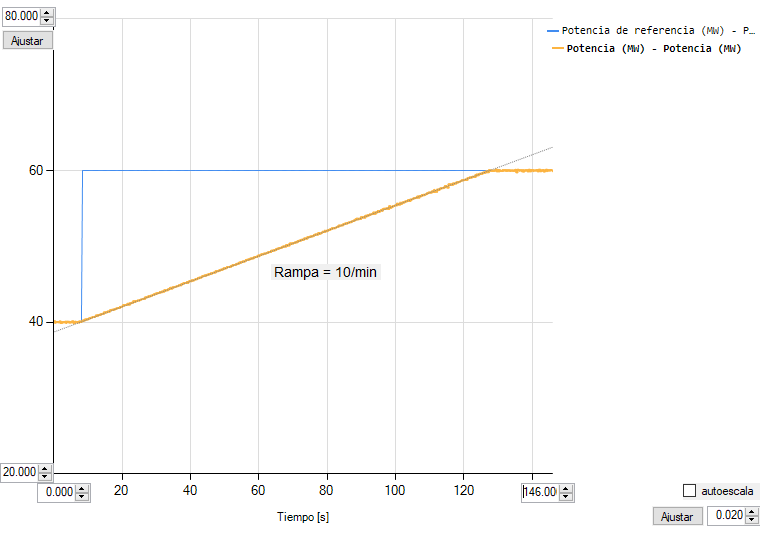 80.000
Ajustar
Potencia de referencia (MW) - P…
Potencia (MW) - Potencia (MW)
60
Rampa = 10/min
40
20.000
0.000
20
40
60
80
100
120
146.000
Tiempo [s]
autoescala
Ajustar
0.020